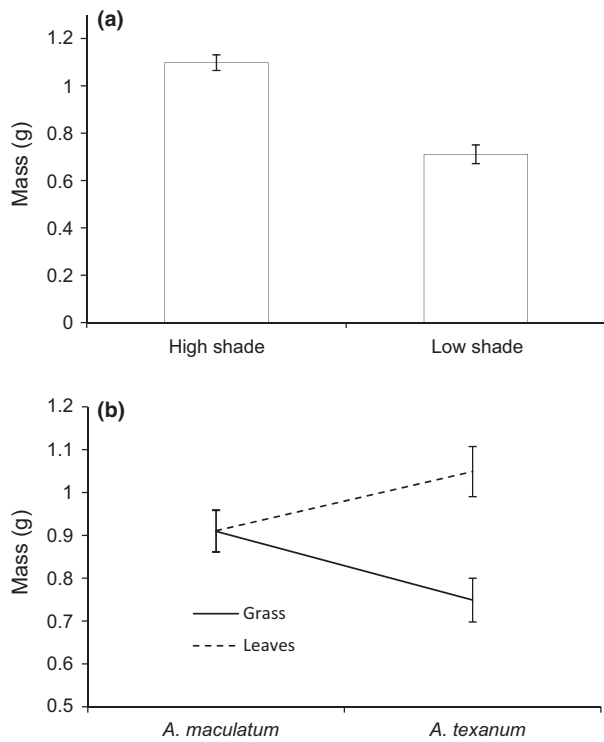 (a)
Mass (g)
1.2
1
0.8
0.6
0.4
0.2
0
High shade
Low shade
(b)
Mass (g)
1.2
1.1
1
0.9
0.8
0.7
0.6
0.5
Grass
Leaves
A. maculatum
A. texanum